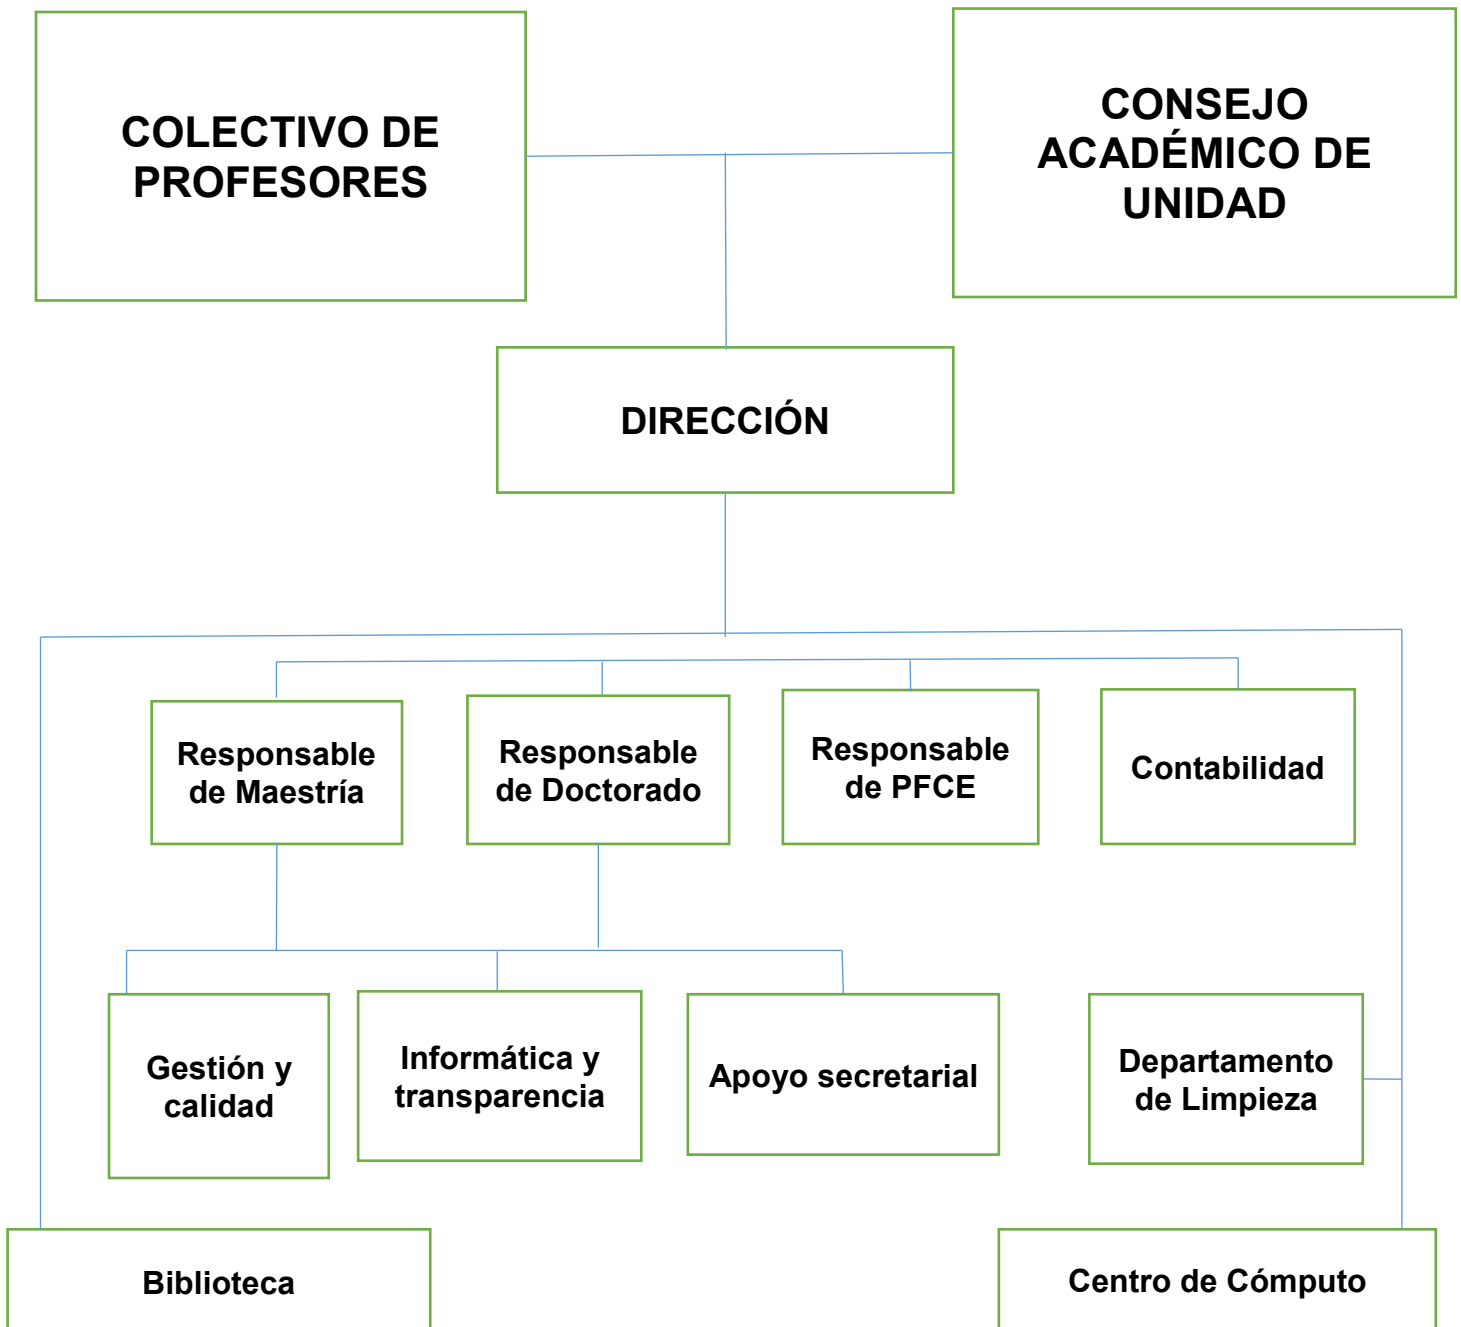 COLECTIVO DE
PROFESORES
CONSEJO
ACADÉMICO DE
UNIDAD
DIRECCIÓN
Responsable
de Maestría
Responsable
de Doctorado
Responsable
de PFCE
Contabilidad
Gestión y
calidad
Informática y
transparencia
Apoyo secretarial
Departamento
de Limpieza
Biblioteca
Centro de Cómputo